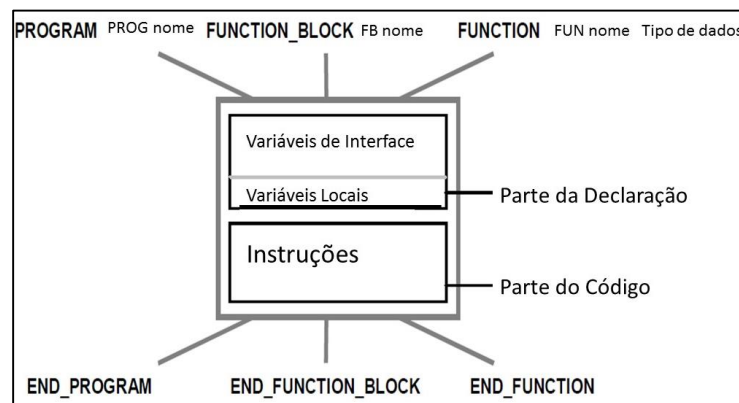 PROGRAM PROG nome FUNCTION_BLOCK FB nome FUNCTION FUN nome Tipo de dados
Variáveis de Interface
Variáveis Locais
Parte da Declaração
Instruções
Parte do Código
END_PROGRAM END_FUNCTION_BLOCK END_FUNCTION